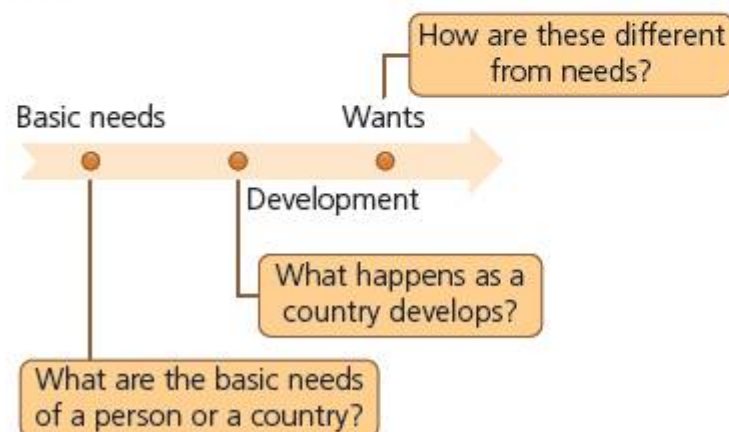 How are these different
from needs?
Basic needs
Wants
Development
What happens as a
country develops?
What are the basic needs
of a person or a country?